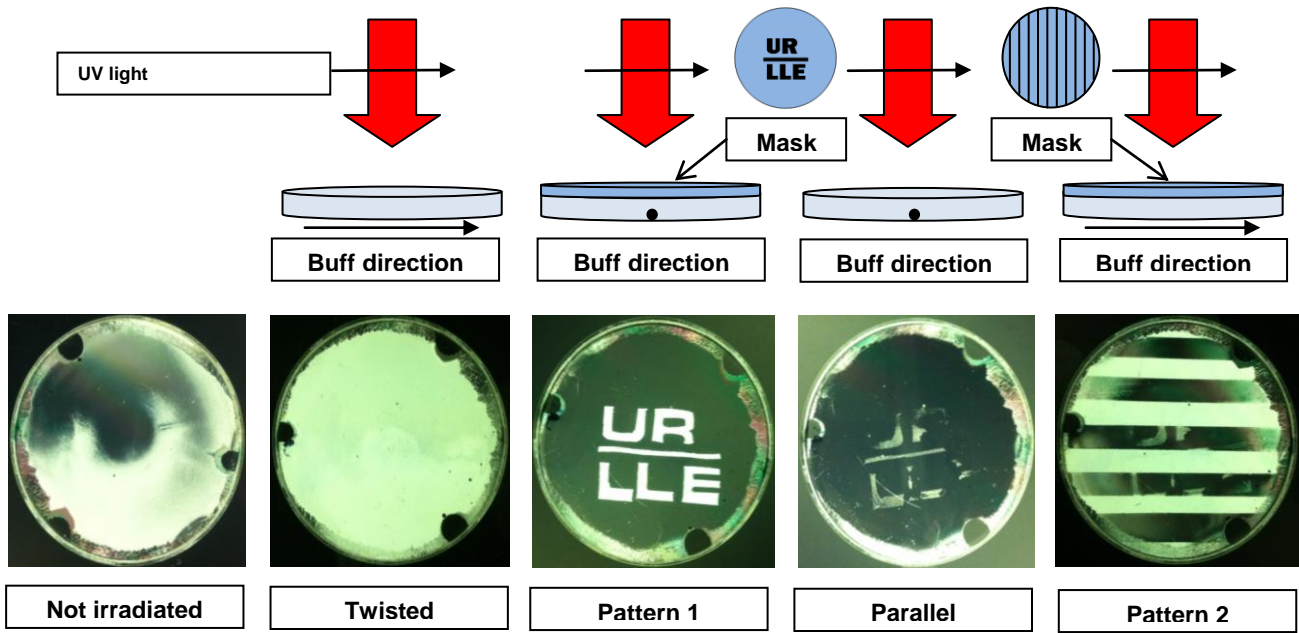 UV light
UR
LLE
Mask
Mask
Buff direction
Buff direction
Buff direction
Buff direction
UR
LLE
Not irradiated
Twisted
Pattern 1
Parallel
Pattern 2